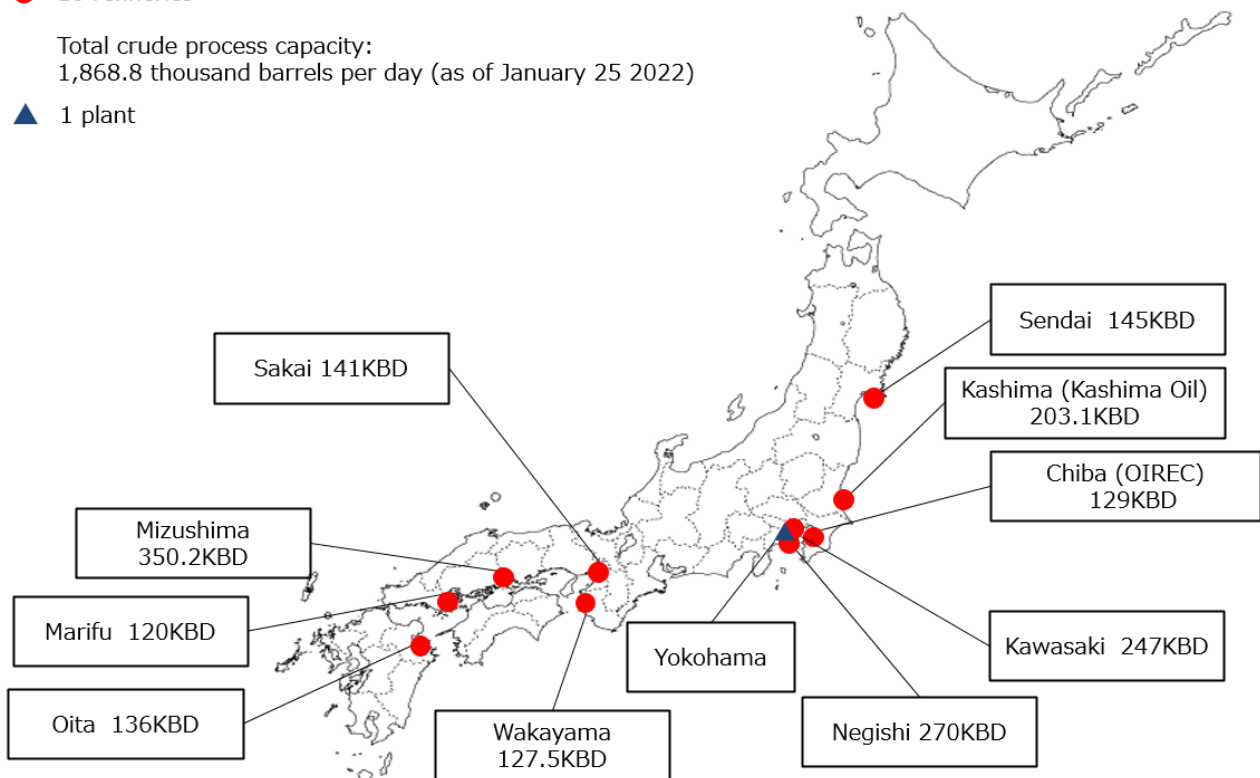 Total crude process capacity:
1,868.8 thousand barrels per day (as of January 25 2022)
1 plant
Sendai 145KBD
Sakai 141KBD
Kashima (Kashima Oil)
203.1KBD
Chiba (OIREC)
129KBD
Mizushima
350.2KBD
Marifu 120KBD
Yokohama
Kawasaki 247KBD
Oita 136KBD
Wakayama
127.5KBD
Negishi 270KBD